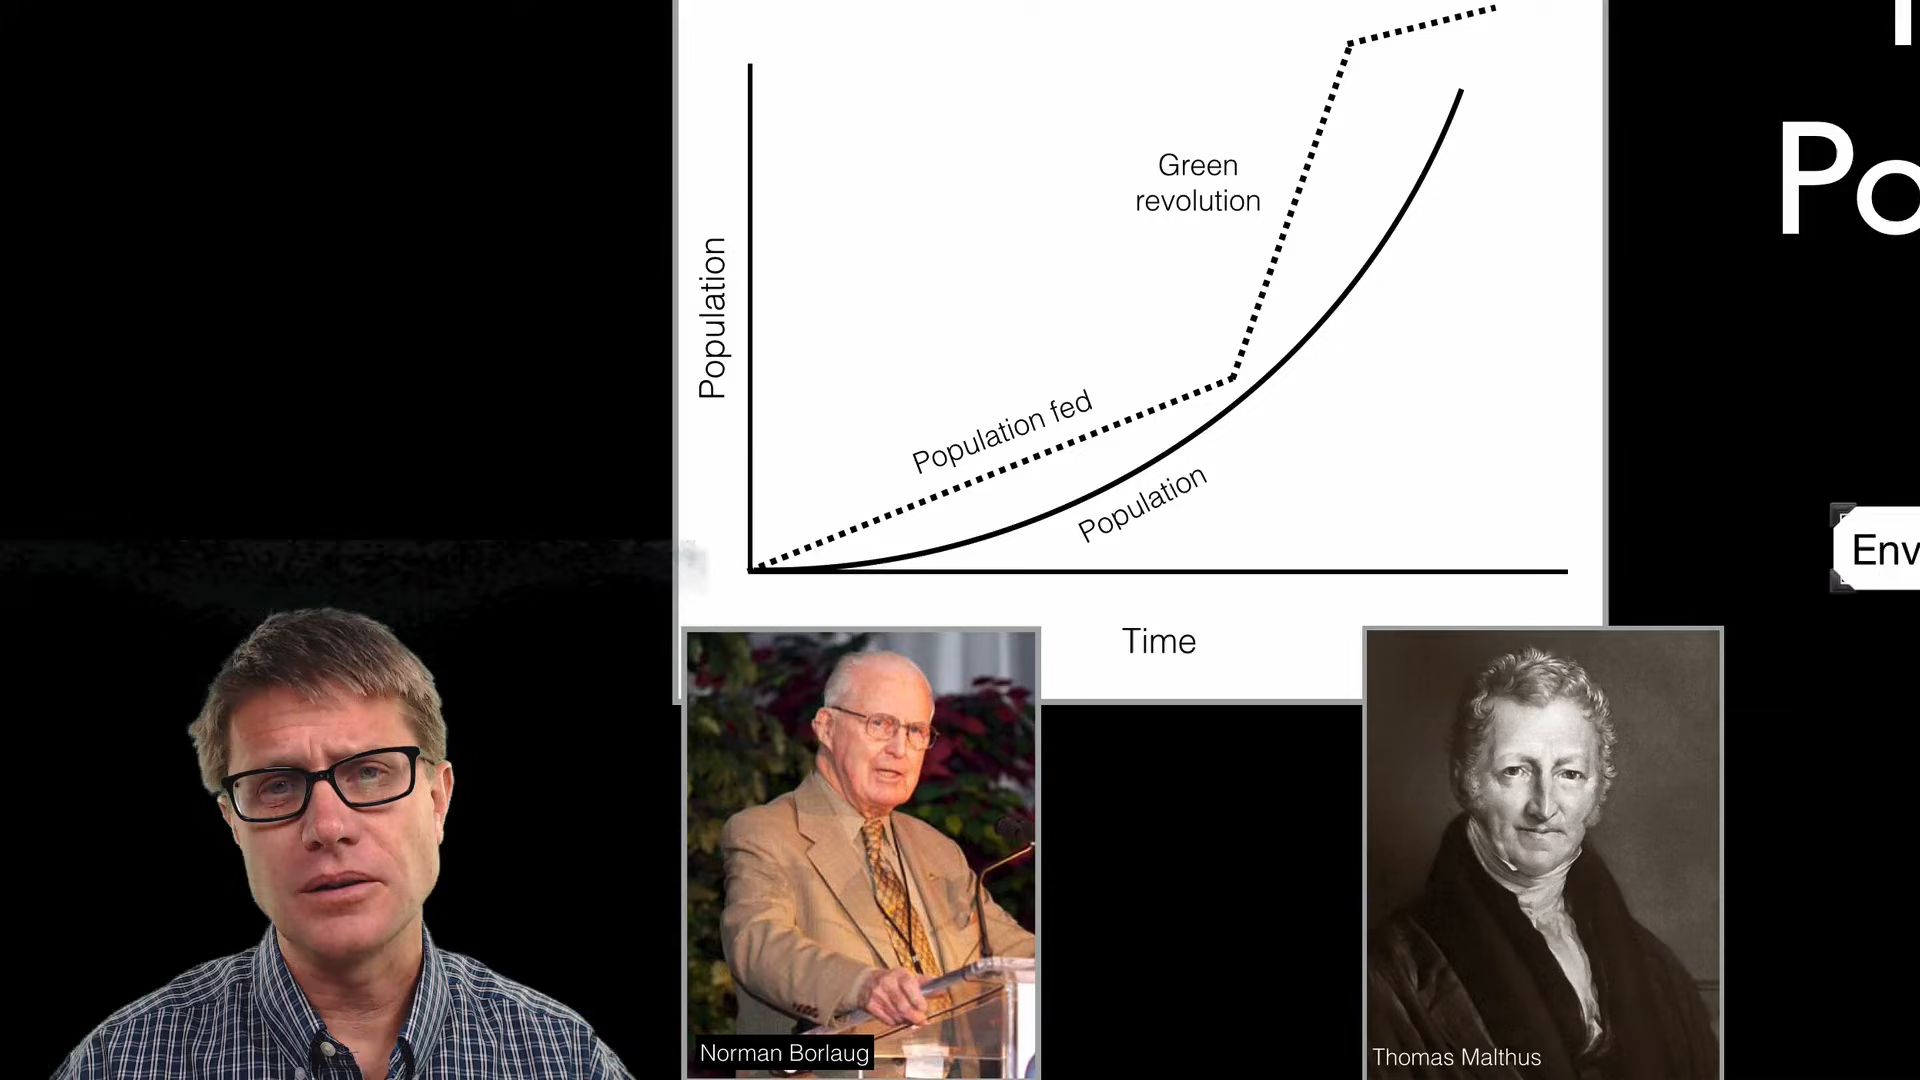 Green
revolution
Population
Population fed
Population
Time
Norman Borlaug
Thomas Malthus
Po
Env